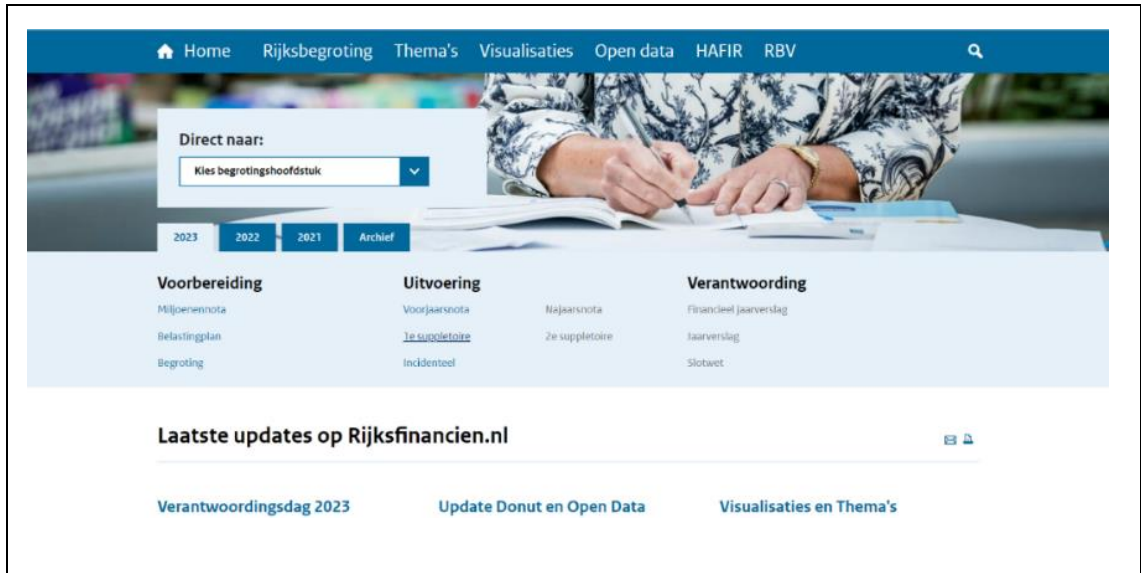 Home Rijksbegroting Thema's Visualisaties Open data HAFIR RBV
Direct naar:
Kies begrotingshoofdstuk
2023 2022 2021 Archief
Voorbereiding Uitvoering Verantwoording
Miljoenennota Voorjaarsnota Najaarsnota Financieel jaarverslag
Belastingplan 1e suppletoire 2e suppletoire Jaarverslag
Begroting Incidenteel Slotwet
Laatste updates op Rijksfinancien.nl
Verantwoordingsdag 2023 Update Donut en Open Data Visualisaties en Thema's